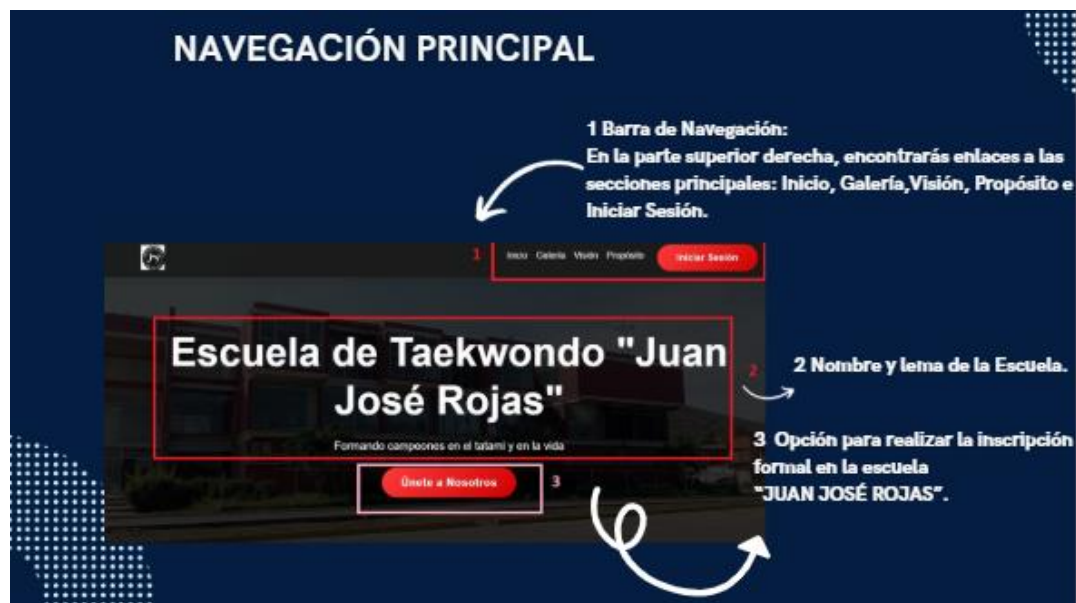 NAVEGACIÓN PRINCIPAL
1 Barra de Navegación:
En la parte superior derecha, encontrarás enlaces a las
secciones principales: Inicio, Galería,Visión, Propósito e
Iniciar Sesión.
1
Inicio Galería Visión Propósito Iniciar Sesión
Escuela de Taekwondo "Juan
José Rojas"
Formando campeones en el tatami y en la vida
2
2 Nombre y lema de la Escuela.
Únete a Nosotros
3
3 Opción para realizar la inscripción
formal en la escuela
"JUAN JOSÉ ROJAS".